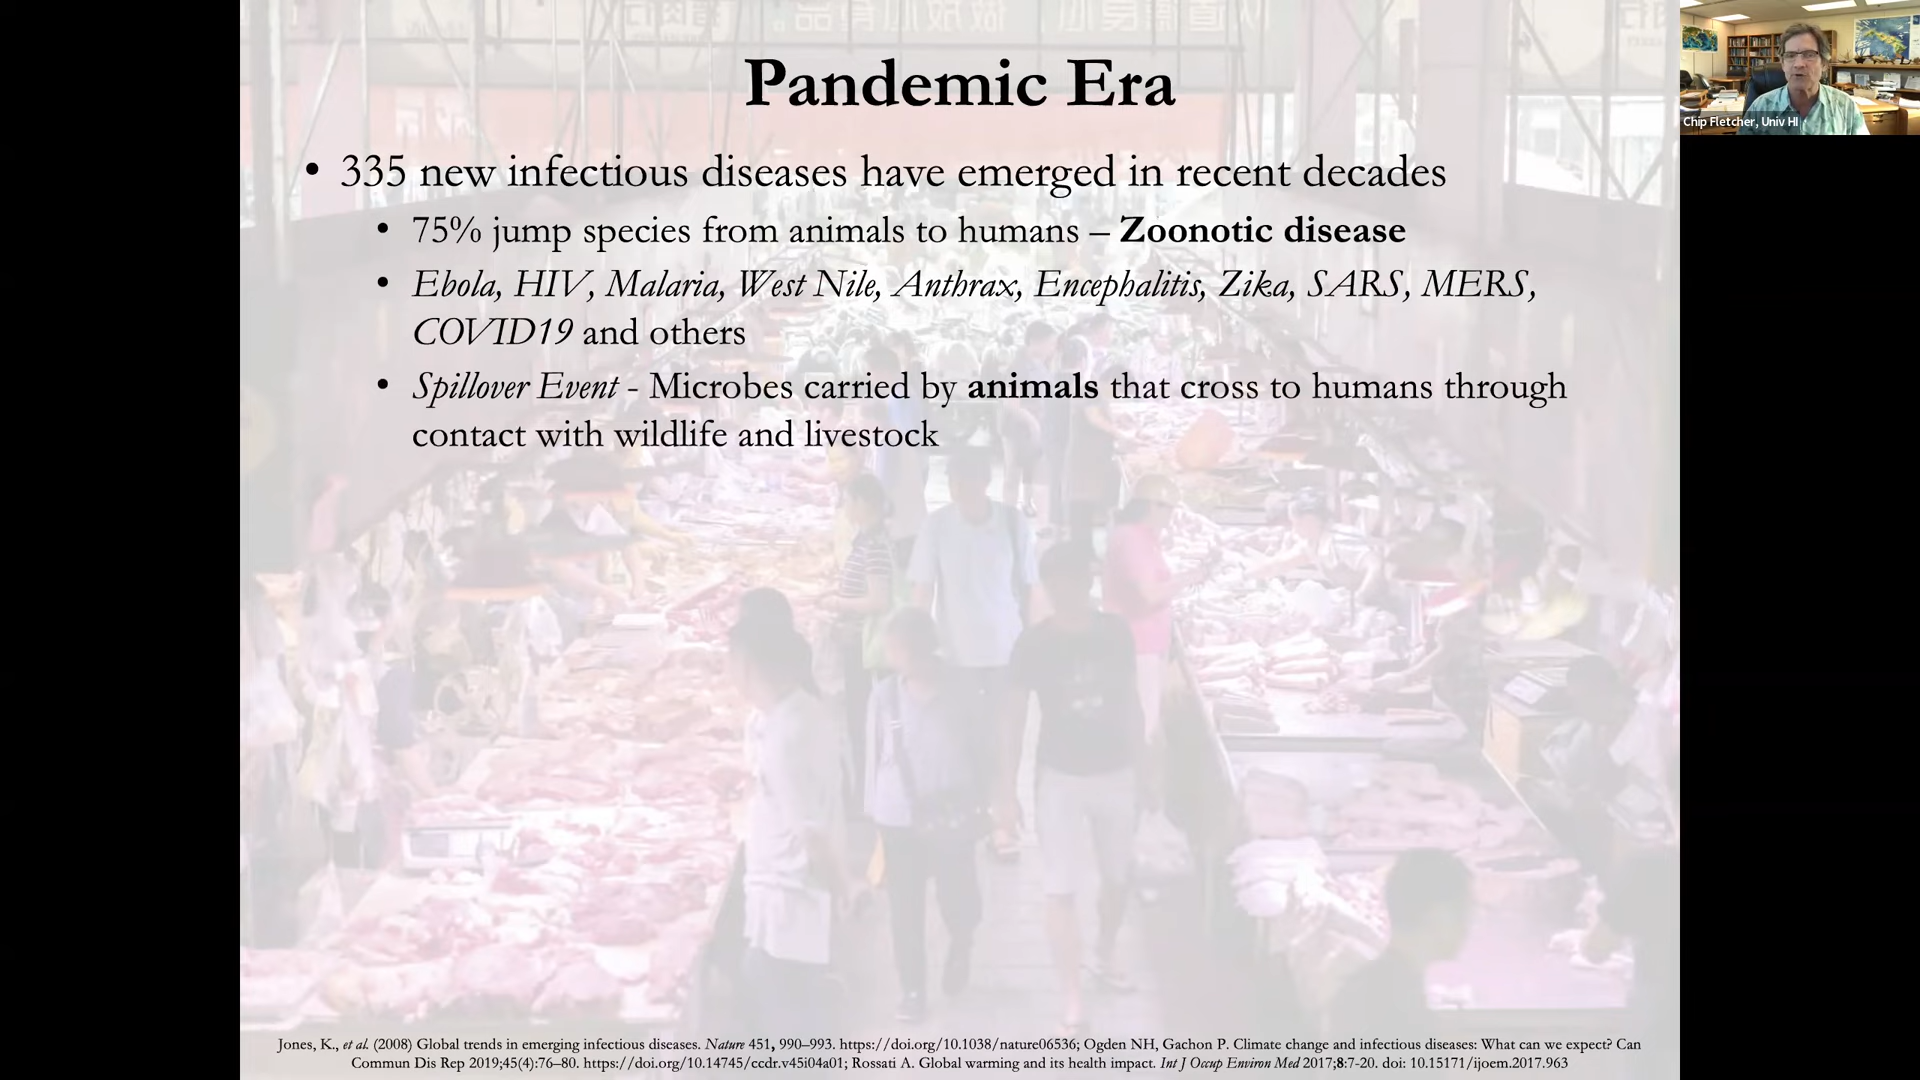 Pandemic Era
• 335 new infectious diseases have emerged in recent decades
• 75% jump species from animals to humans – Zoonotic disease
• Ebola, HIV, Malaria, West Nile, Anthrax, Encephalitis, Zika, SARS, MERS,
COVID19 and others
• Spillover Event - Microbes carried by animals that cross to humans through
contact with wildlife and livestock
Jones, K., et al. (2008) Global trends in emerging infectious diseases. Nature 451, 990–993. https://doi.org/10.1038/nature06536; Ogden NH, Gachon P. Climate change and infectious diseases: What can we expect? Can
Commun Dis Rep 2019;45(4):76–80. https://doi.org/10.14745/ccdr.v45i04a01; Rossati A. Global warming and its health impact. Int J Occup Environ Med 2017;8:7-20. doi: 10.15171/ijoem.2017.963
Chip Fletcher, Univ HI